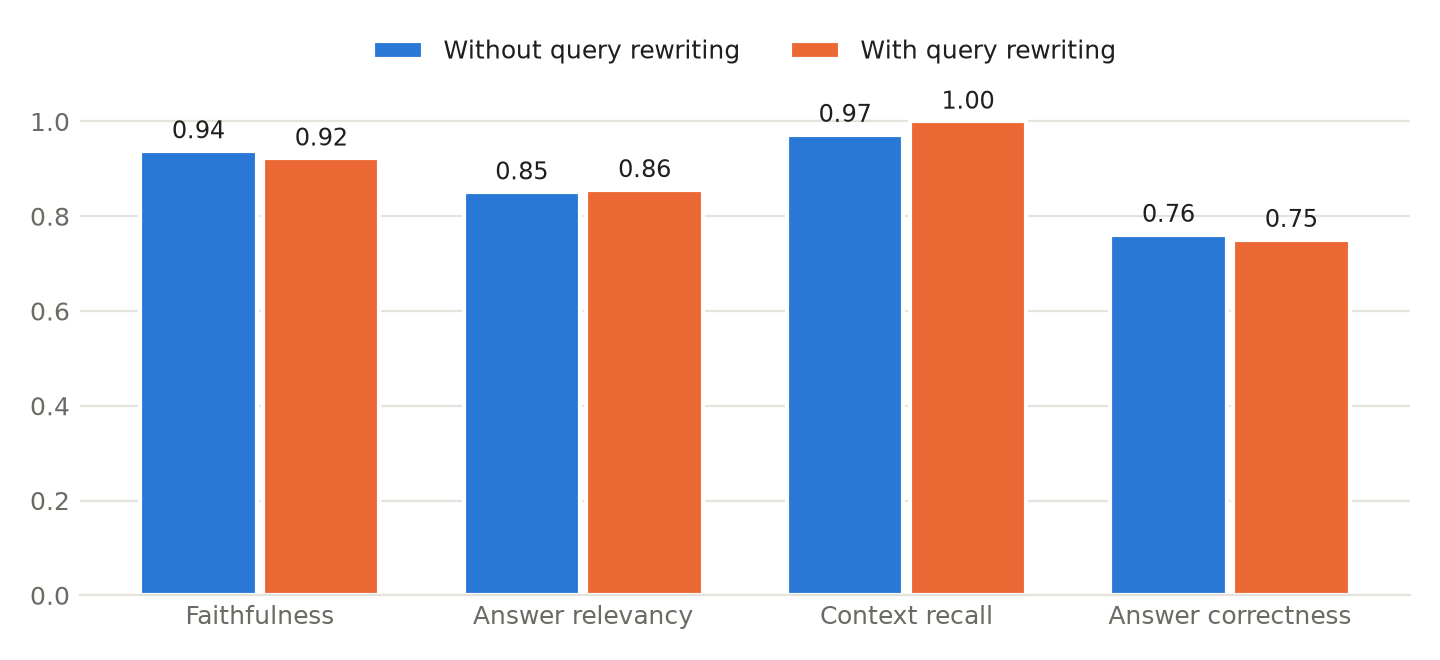 Without query rewriting With query rewriting
1.0
0.8
0.6
0.4
0.2
0.0
0.94 0.92 0.85 0.86 0.97 1.00 0.76 0.75
Faithfulness Answer relevancy Context recall Answer correctness